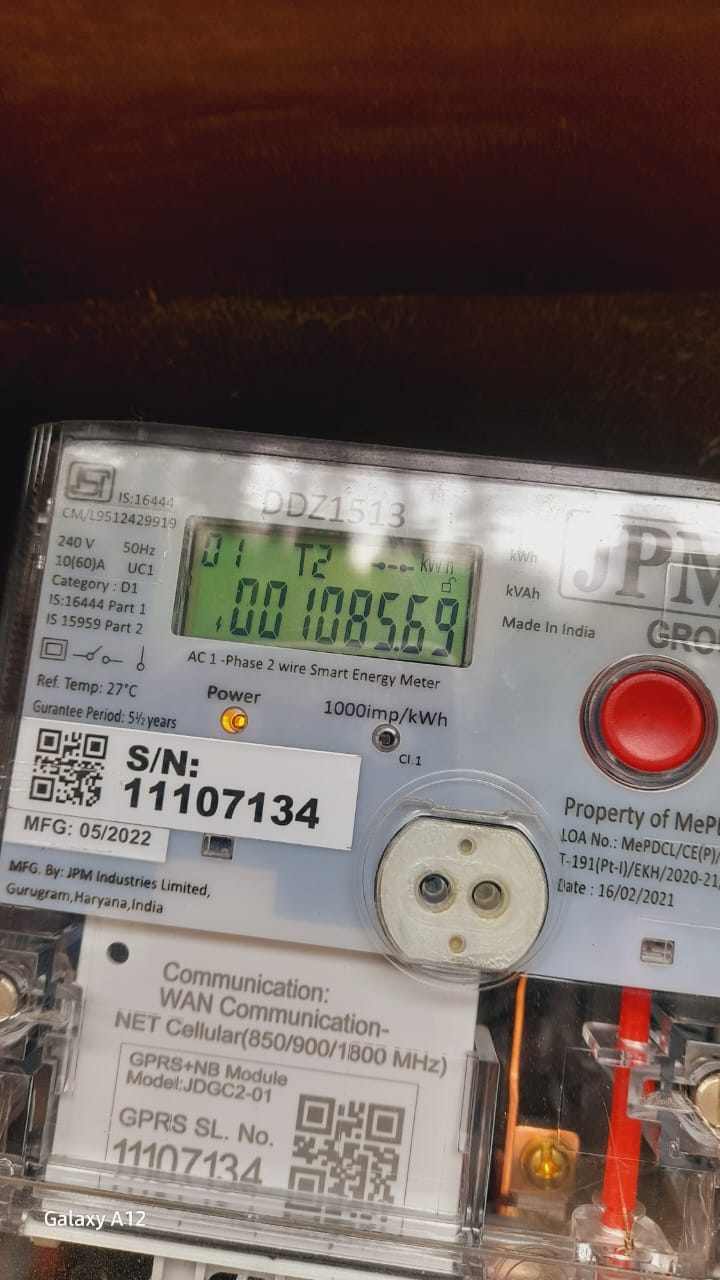 IS:16444
CM/L9512429919
DDZ1513
240 V 50Hz
10(60)A UC1
Category : D1
IS:16444 Part 1
IS 15959 Part 2
Ref. Temp: 27°C
Gurantee Period: 5½ years
01 T2 kWh
00108569
kWh
kVAh
Made In India
JPM
GRO
AC 1 -Phase 2 wire Smart Energy Meter
Power
1000imp/kWh
Cl.1
S/N:
11107134
MFG: 05/2022
MFG. By: JPM Industries Limited,
Gurugram,Haryana,India
Property of MeP
LOA No.: MePDCL/CE(P)/
T-191(Pt-I)/EKH/2020-21
Date : 16/02/2021
Communication:
WAN Communication-
NET Cellular(850/900/1800 MHz)
GPRS+NB Module
Model:JDGC2-01
GPRS SL. No.
11107134
Galaxy A12